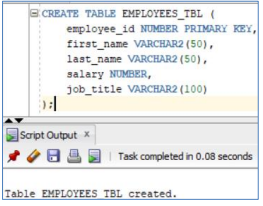 CREATE TABLE EMPLOYEES_TBL (
employee_id NUMBER PRIMARY KEY,
first_name VARCHAR2(50),
last_name VARCHAR2(50),
salary NUMBER,
job_title VARCHAR2(100)
);
Script Output x
Task completed in 0.08 seconds
Table EMPLOYEES_TBL created.